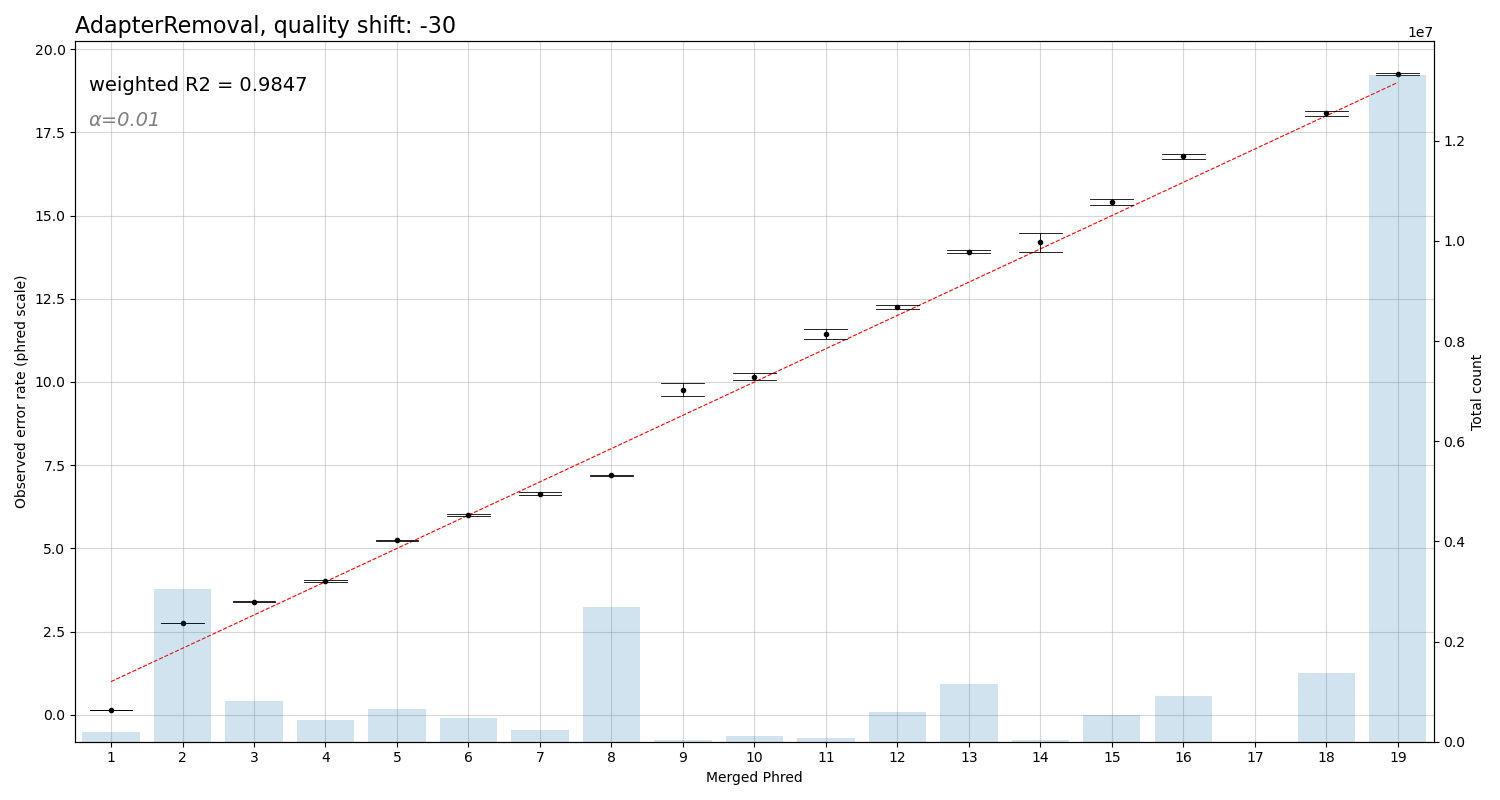 AdapterRemoval, quality shift: -30
1e7
weighted R2 = 0.9847
α=0.01
20.0
17.5
15.0
12.5
10.0
7.5
5.0
2.5
0.0
Observed error rate (phred scale)
1.2
1.0
0.8
0.6
0.4
0.2
0.0
Total count
1 2 3 4 5 6 7 8 9 10 11 12 13 14 15 16 17 18 19
Merged Phred